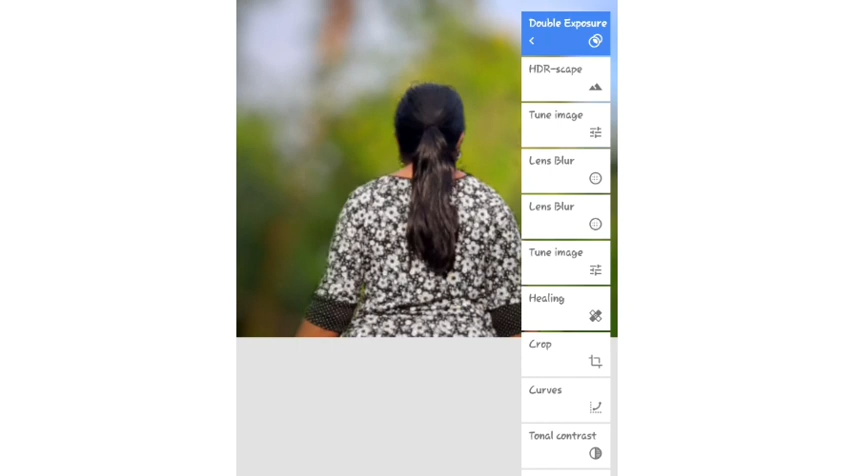 Double Exposure
HDR-scape
Tune image
Lens Blur
Lens Blur
Tune image
Healing
Crop
Curves
Tonal contrast